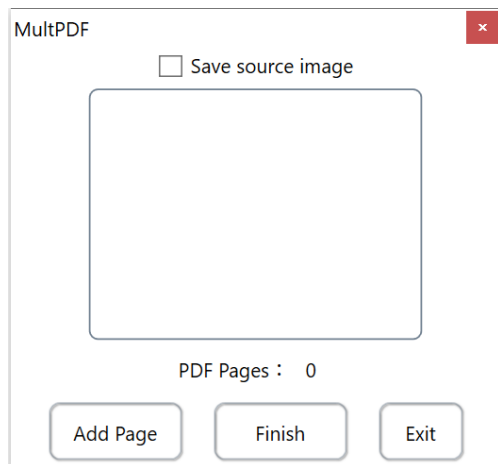 MultPDF
Save source image
PDF Pages： 0
Add Page Finish Exit